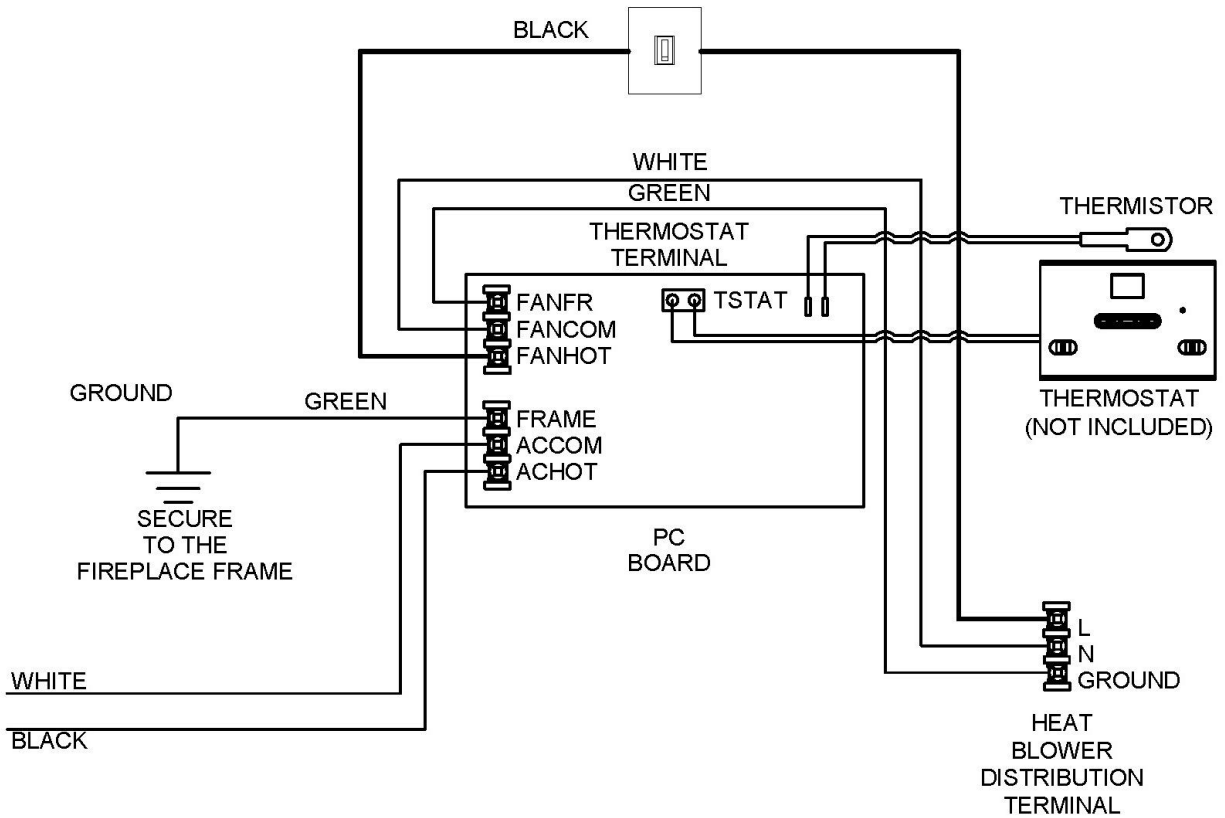 BLACK
WHITE
GREEN
THERMISTOR
THERMOSTAT
TERMINAL
FANFR
FANCOM
FANHOT
TSTAT
THERMOSTAT
(NOT INCLUDED)
GROUND
GREEN
FRAME
ACCOM
ACHOT
SECURE
TO THE
FIREPLACE FRAME
PC
BOARD
L
N
GROUND
WHITE
BLACK
HEAT
BLOWER
DISTRIBUTION
TERMINAL